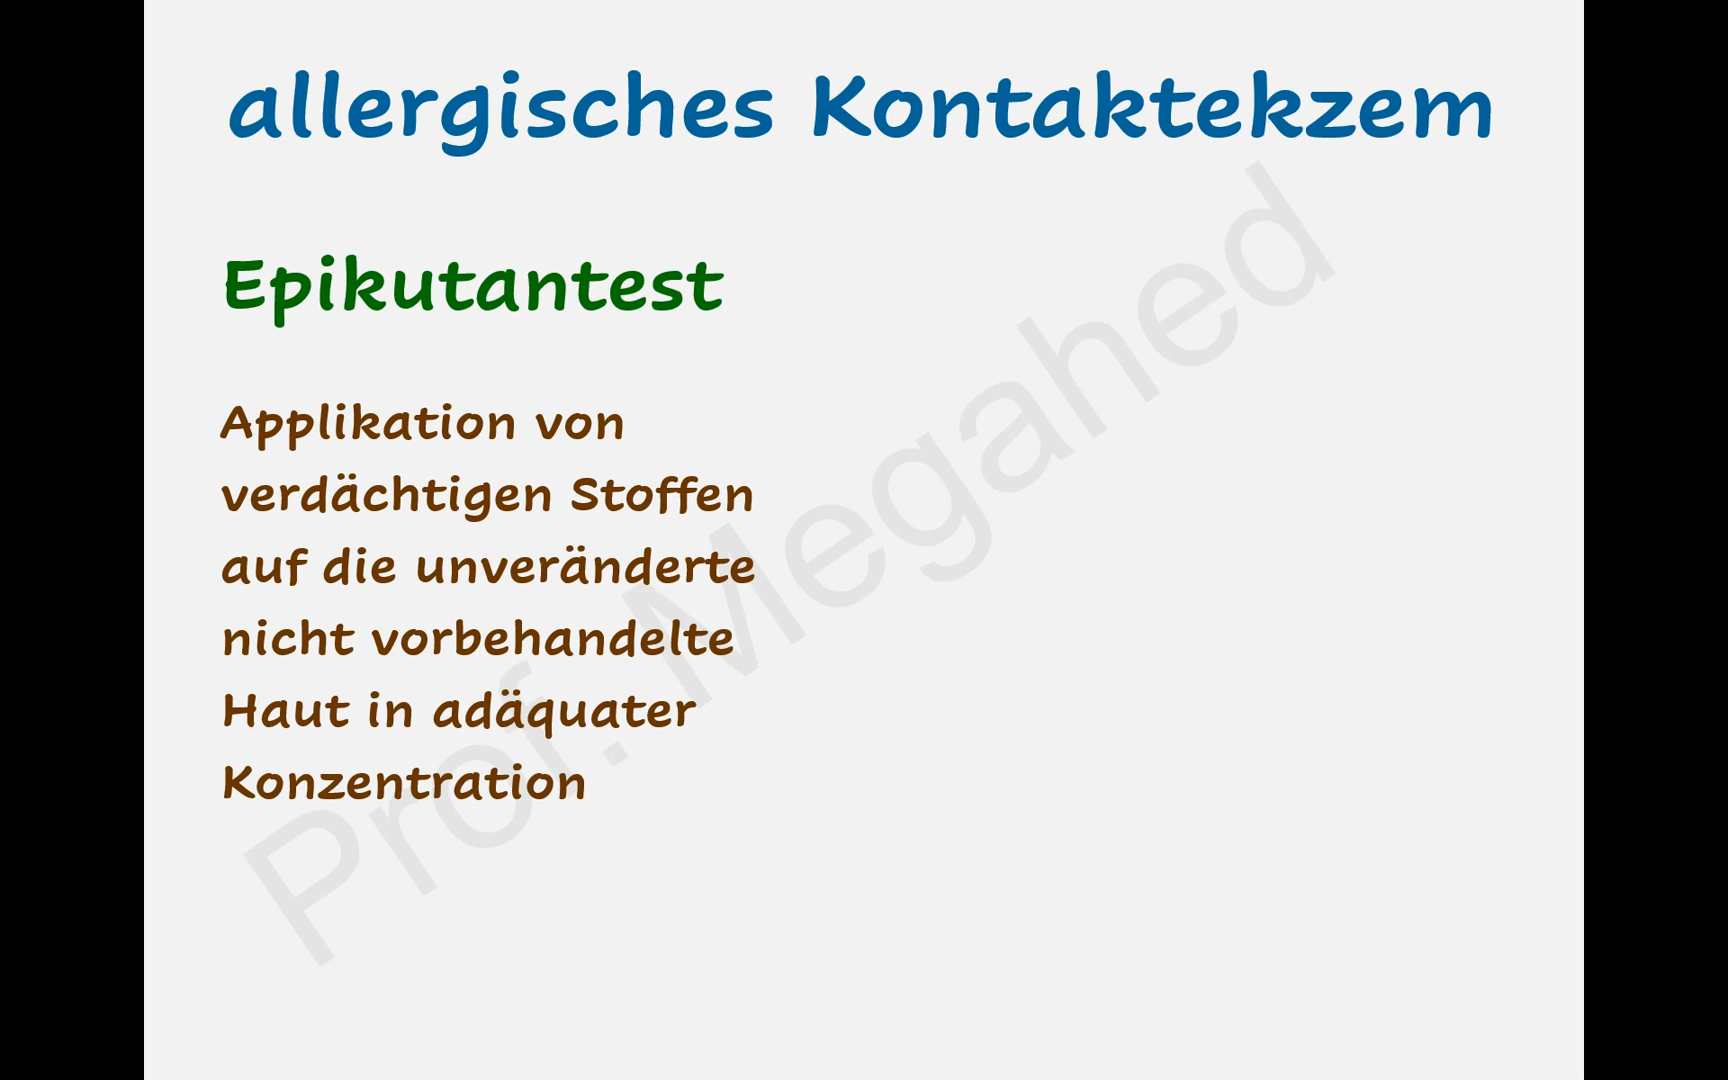 allergisches Kontaktekzem
Epikutantest
Applikation von
verdächtigen Stoffen
auf die unveränderte
nicht vorbehandelte
Haut in adäquater
Konzentration
Prof. Megahed